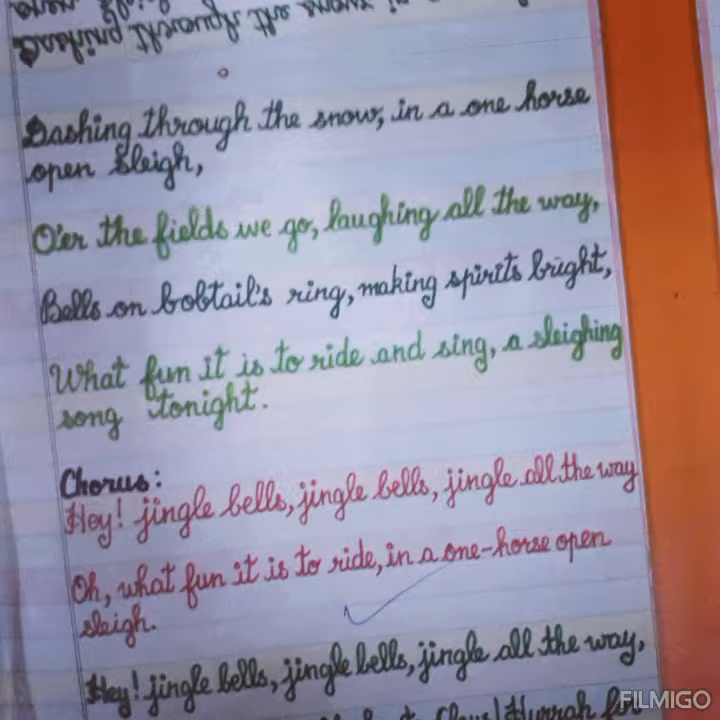 Dashing through the snow, in a one horse
open sleigh,
O'er the fields we go, laughing all the way,
Bells on bobtail's ring, making spirits bright,
What fun it is to ride and sing, a sleighing
song tonight.
Chorus:
Hey! jingle bells, jingle bells, jingle all the way
Oh, what fun it is to ride, in a one-horse open
sleigh.
Hey! jingle bells, jingle bells, jingle all the way,
FILMIGO